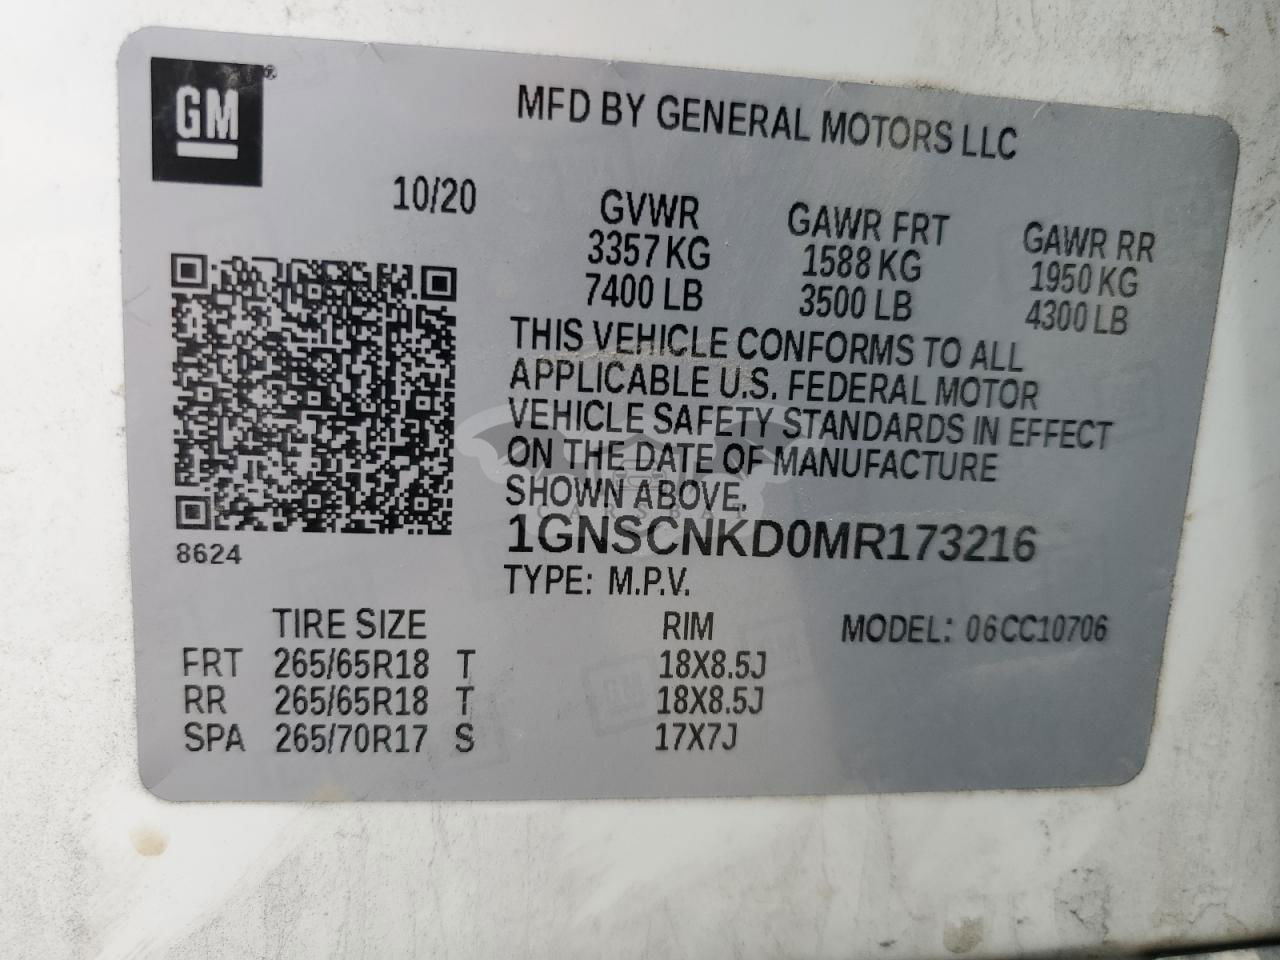 GM
MFD BY GENERAL MOTORS LLC
10/20
GVWR GAWR FRT GAWR RR
3357 KG 1588 KG 1950 KG
7400 LB 3500 LB 4300 LB
THIS VEHICLE CONFORMS TO ALL
APPLICABLE U.S. FEDERAL MOTOR
VEHICLE SAFETY STANDARDS IN EFFECT
ON THE DATE OF MANUFACTURE
SHOWN ABOVE.
1GNSCNKD0MR173216
8624
TYPE: M.P.V.
TIRE SIZE RIM MODEL: 06CC10706
FRT 265/65R18 T 18X8.5J
RR 265/65R18 T 18X8.5J
SPA 265/70R17 S 17X7J